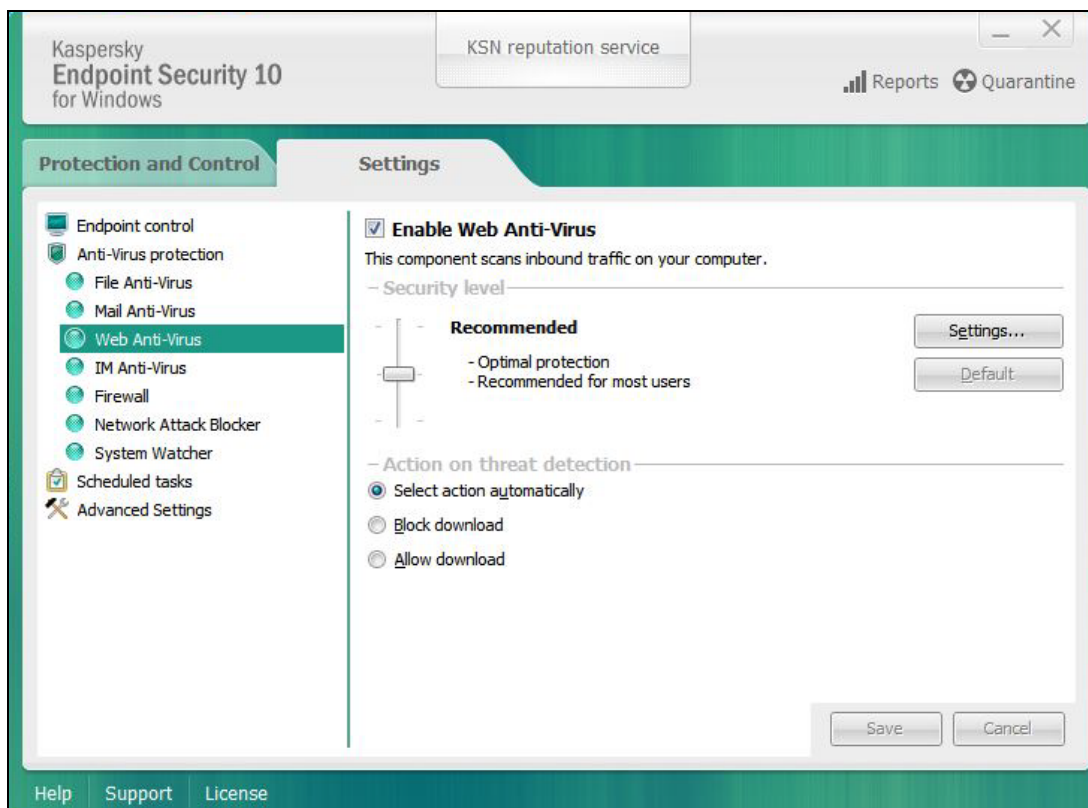 Kaspersky
Endpoint Security 10
for Windows
KSN reputation service
Reports
Quarantine
Protection and Control
Settings
Endpoint control
Anti-Virus protection
File Anti-Virus
Mail Anti-Virus
Web Anti-Virus
IM Anti-Virus
Firewall
Network Attack Blocker
System Watcher
Scheduled tasks
Advanced Settings
Enable Web Anti-Virus
This component scans inbound traffic on your computer.
Security level
Recommended
- Optimal protection
- Recommended for most users
Settings...
Default
Action on threat detection
Select action automatically
Block download
Allow download
Save
Cancel
Help
Support
License